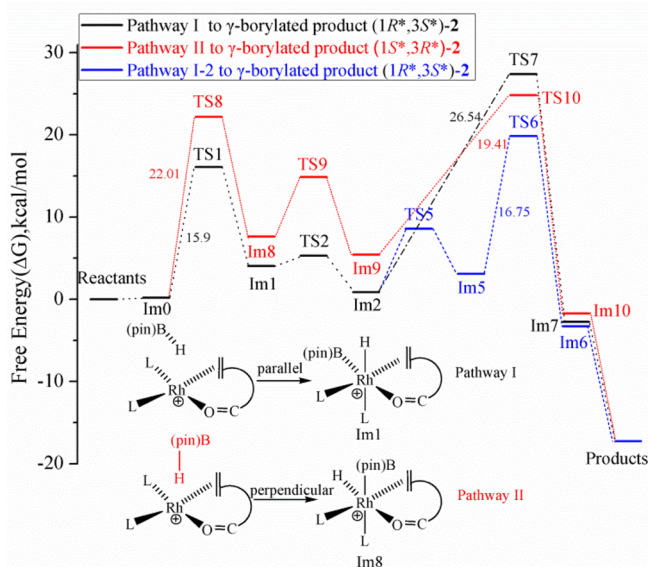 Pathway I to γ-borylated product (1R*,3S*)-2
Pathway II to γ-borylated product (1S*,3R*)-2
Pathway I-2 to γ-borylated product (1R*,3S*)-2
Free Energy(ΔG),kcal/mol
30
20
10
0
-10
-20
TS7
TS8
TS10
26.54
TS6
19.41
TS1
TS9
22.01
16.75
15.9
TS2
TS5
Im8
Im9
Im1
Im5
Reactants
Im0
Im2
Im10
Im7
Im6
Products
(pin)B
H
L
Rh
⊕
L
O=C
parallel
H
(pin)B
Rh
L
⊕
O=C
L
Im1
Pathway I
(pin)B
H
L
Rh
L
⊕
O=C
perpendicular
(pin)B
H
Rh
L
⊕
O=C
L
Im8
Pathway II